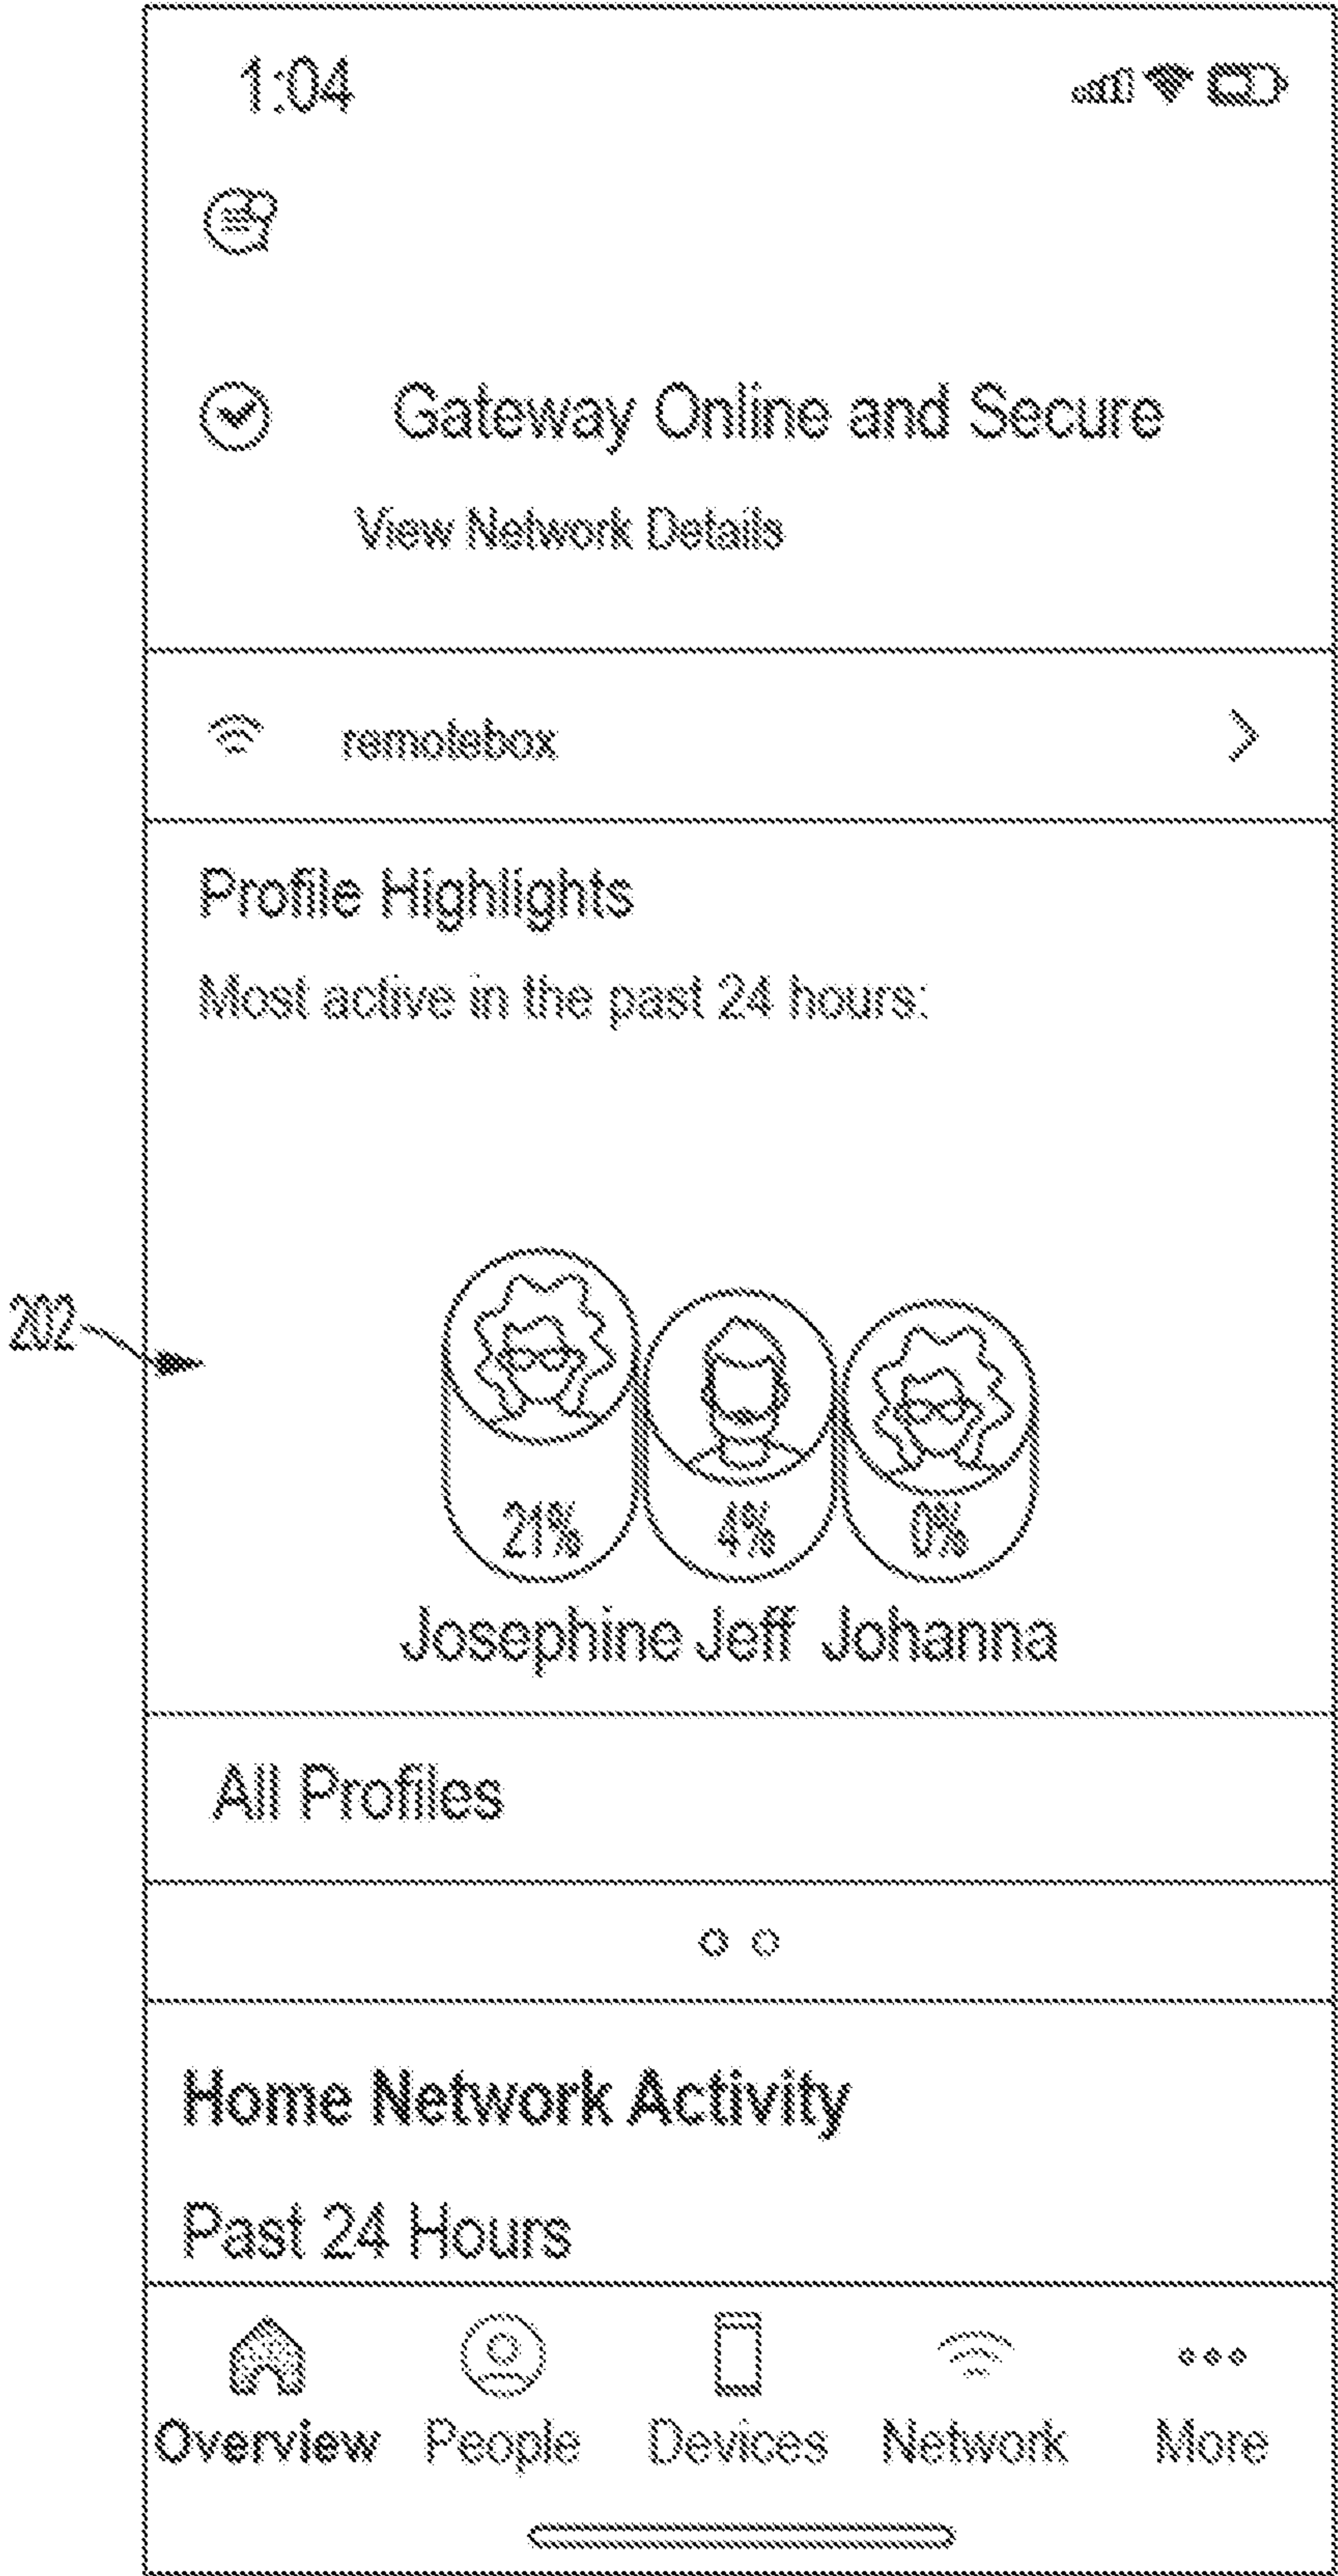 1:04
Gateway Online and Secure
View Network Details
remotebox
Profile Highlights
Most active in the past 24 hours:
202
21% 4% 0%
Josephine Jeff Johanna
All Profiles
Home Network Activity
Past 24 Hours
Overview People Devices Network More